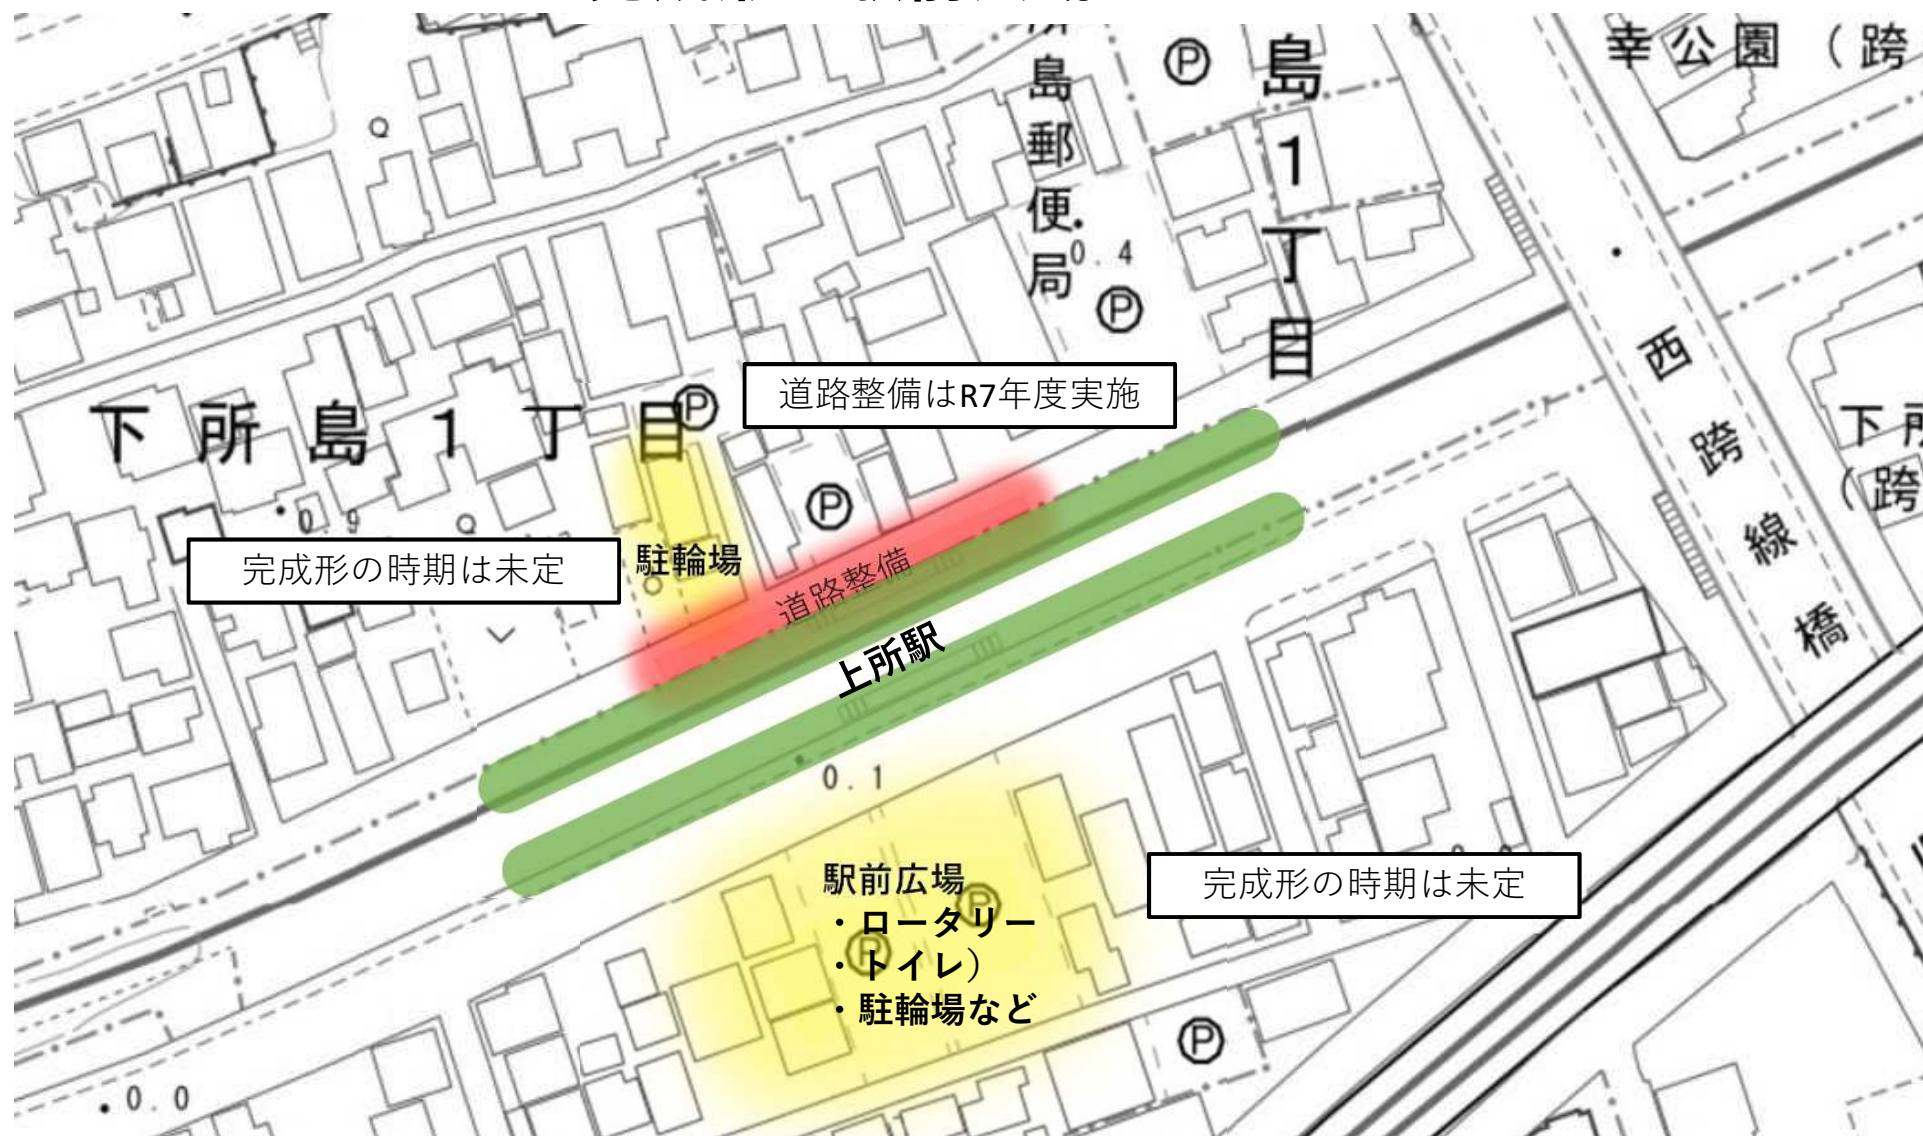 幸公園（跨
島郵便局
島1丁目
Ⓟ
0.4
Ⓟ
西跨線橋
道路整備はR7年度実施
下所島1丁目
Ⓟ
下所
（跨
Ⓟ
0 9
完成形の時期は未定
駐輪場
道路整備
上所駅
0.1
駅前広場
・ロータリー
Ⓟ
・トイレ）
Ⓟ
・駐輪場など
完成形の時期は未定
Ⓟ
0.0